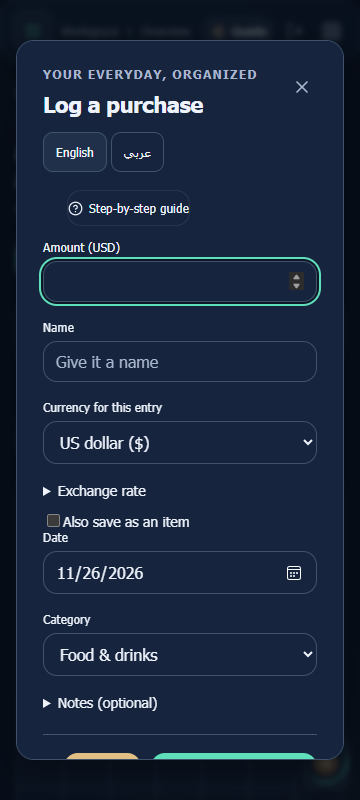 YOUR EVERYDAY, ORGANIZED
Log a purchase
English
عربي
Step-by-step guide
Amount (USD)
Name
Give it a name
Currency for this entry
US dollar ($)
Exchange rate
Also save as an item
Date
11/26/2026
Category
Food & drinks
Notes (optional)